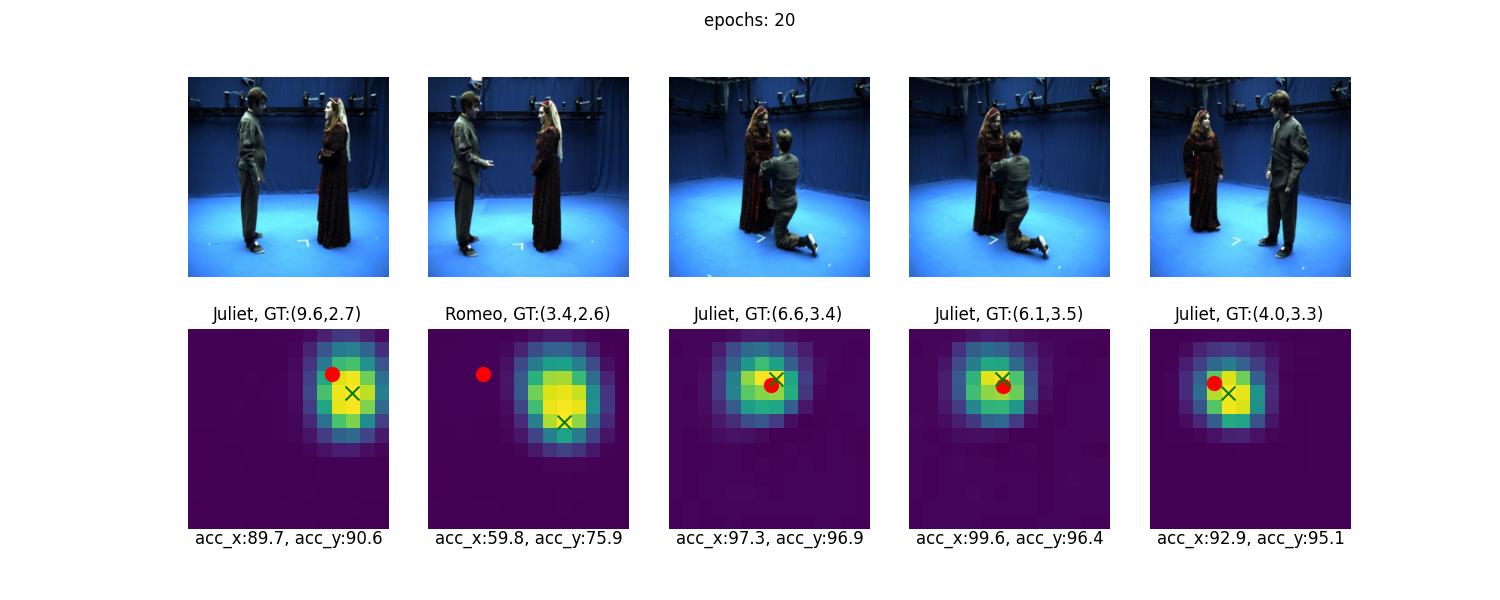 epochs: 20
Juliet, GT:(9.6,2.7)
Romeo, GT:(3.4,2.6)
Juliet, GT:(6.6,3.4)
Juliet, GT:(6.1,3.5)
Juliet, GT:(4.0,3.3)
acc_x:89.7, acc_y:90.6
acc_x:59.8, acc_y:75.9
acc_x:97.3, acc_y:96.9
acc_x:99.6, acc_y:96.4
acc_x:92.9, acc_y:95.1